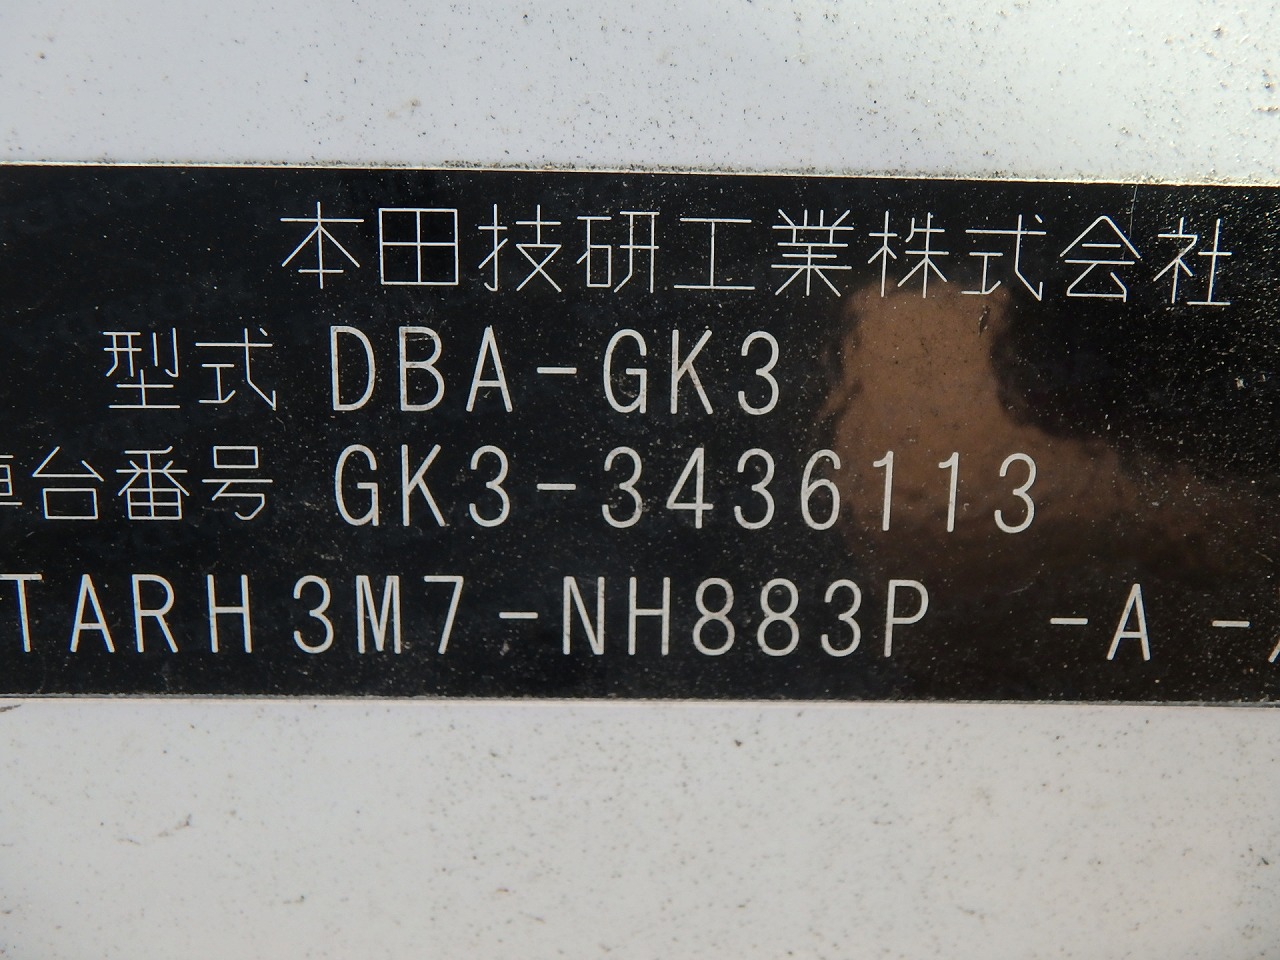 本田技研工業株式会社
型式 DBA-GK3
車台番号 GK3-3436113
TARH3M7-NH883P -A -